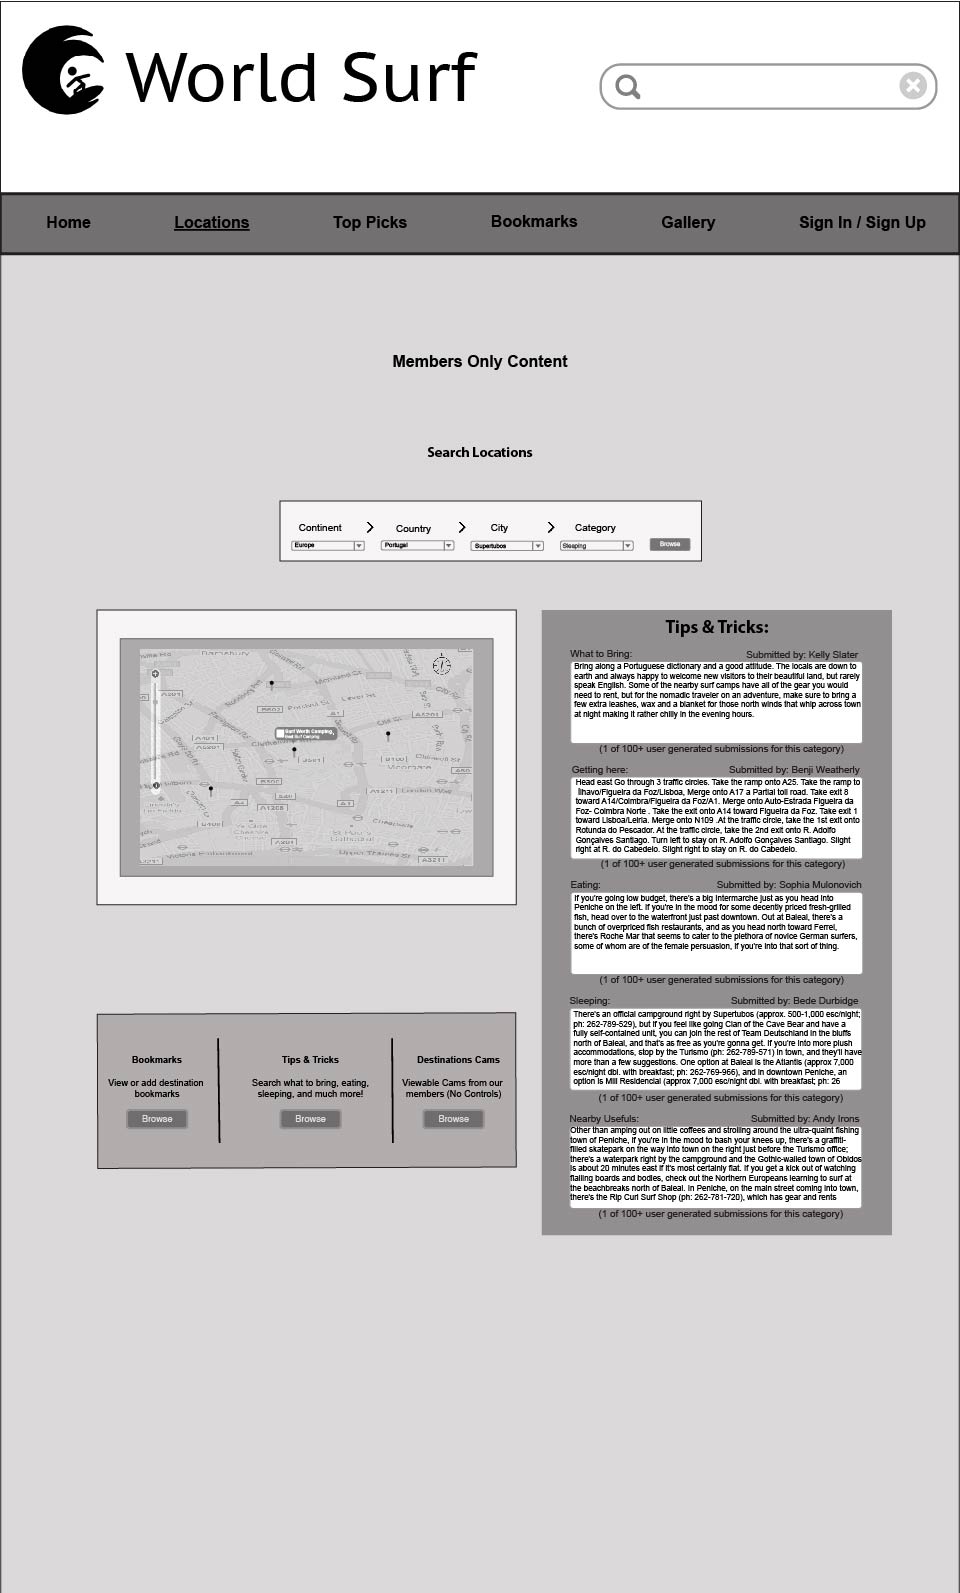 World Surf
Home
Locations
Top Picks
Bookmarks
Gallery
Sign In / Sign Up
Members Only Content
Search Locations
Continent
Country
City
Category
Europe
Portugal
Supertubos
Sleeping
Browse
Surf Worth Camping,
Best Surf Camping
A201
B502
A1
A401
A5201
B501
A5201
B100
Moorgate
A3211
Victoria Embankment
Upper Thames St
Cheapside
London Wall
Tips & Tricks:
What to Bring:
Submitted by: Kelly Slater
Bring along a Portuguese dictionary and a good attitude. The locals are down to
earth and always happy to welcome new visitors to their beautiful land, but rarely
speak English. Some of the nearby surf camps have all of the gear you would
need to rent, but for the nomadic traveler on an adventure, make sure to bring a
few extra leashes, wax and a blanket for those north winds that whip across town
at night making it rather chilly in the evening hours.
(1 of 100+ user generated submissions for this category)
Getting here:
Submitted by: Benji Weatherly
Head east Go through 3 traffic circles. Take the ramp onto A25. Take the ramp to
Ílhavo/Figueira da Foz/Lisboa, Merge onto A17 a Partial toll road. Take exit 8
toward A14/Coimbra/Figueira da Foz/A1. Merge onto Auto-Estrada Figueira da
Foz- Coimbra Norte . Take the exit onto A14 toward Figueira da Foz. Take exit 1
toward Lisboa/Leiria. Merge onto N109 .At the traffic circle, take the 1st exit onto
Rotunda do Pescador. At the traffic circle, take the 2nd exit onto R. Adolfo
Gonçalves Santiago. Turn left to stay on R. Adolfo Gonçalves Santiago. Slight
right at R. do Cabedelo. Slight right to stay on R. do Cabedelo.
(1 of 100+ user generated submissions for this category)
Eating:
Submitted by: Sophia Mulonovich
If you're going low budget, there's a big Intermarche just as you head into
Peniche on the left. If you're in the mood for some decently priced fresh-grilled
fish, head over to the waterfront just past downtown. Out at Baleal, there's a
bunch of overpriced fish restaurants, and as you head north toward Ferrel,
there's Roche Mar that seems to cater to the plethora of novice German surfers,
some of whom are of the female persuasion, if you're into that sort of thing.
(1 of 100+ user generated submissions for this category)
Sleeping:
Submitted by: Bede Durbidge
There's an official campground right by Supertubos (approx. 500-1,000 esc/night;
ph: 262-789-529), but if you feel like going Clan of the Cave Bear and have a
fully self-contained unit, you can join the rest of Team Deutschland in the bluffs
north of Baleal, and that's as free as you're gonna get. If you're into more plush
accommodations, stop by the Turismo (ph: 262-789-571) in town, and they'll have
more than a few suggestions. One option at Baleal is the Atlantis (approx 7,000
esc/night dbl. with breakfast; ph: 262-769-966), and in downtown Peniche, an
option is Mill Residencial (approx 7,000 esc/night dbl. with breakfast; ph: 26
(1 of 100+ user generated submissions for this category)
Nearby Usefuls:
Submitted by: Andy Irons
Other than amping out on little coffees and strolling around the ultra-quaint fishing
town of Peniche, if you're in the mood to bash your knees up, there's a graffiti-
filled skatepark on the way into town on the right just before the Turismo office;
there's a waterpark right by the campground and the Gothic-walled town of Obidos
is about 20 minutes east if it's most certainly flat. If you get a kick out of watching
flailing boards and bodies, check out the Northern Europeans learning to surf at
the beachbreaks north of Baleal. In Peniche, on the main street coming into town,
there's the Rip Curl Surf Shop (ph: 262-781-720), which has gear and rents
(1 of 100+ user generated submissions for this category)
Bookmarks
View or add destination
bookmarks
Browse
Tips & Tricks
Search what to bring, eating,
sleeping, and much more!
Browse
Destinations Cams
Viewable Cams from our
members (No Controls)
Browse